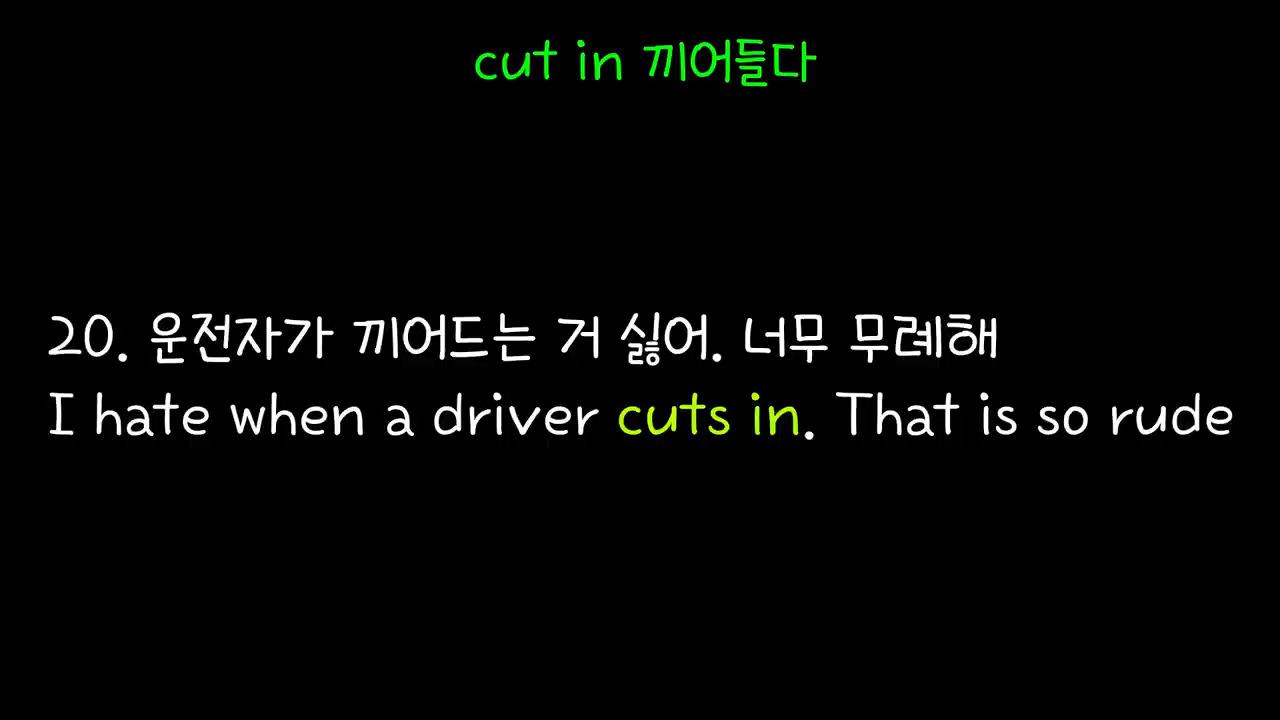 cut in 끼어들다
20. 운전자가 끼어드는 거 싫어. 너무 무례해
I hate when a driver cuts in. That is so rude